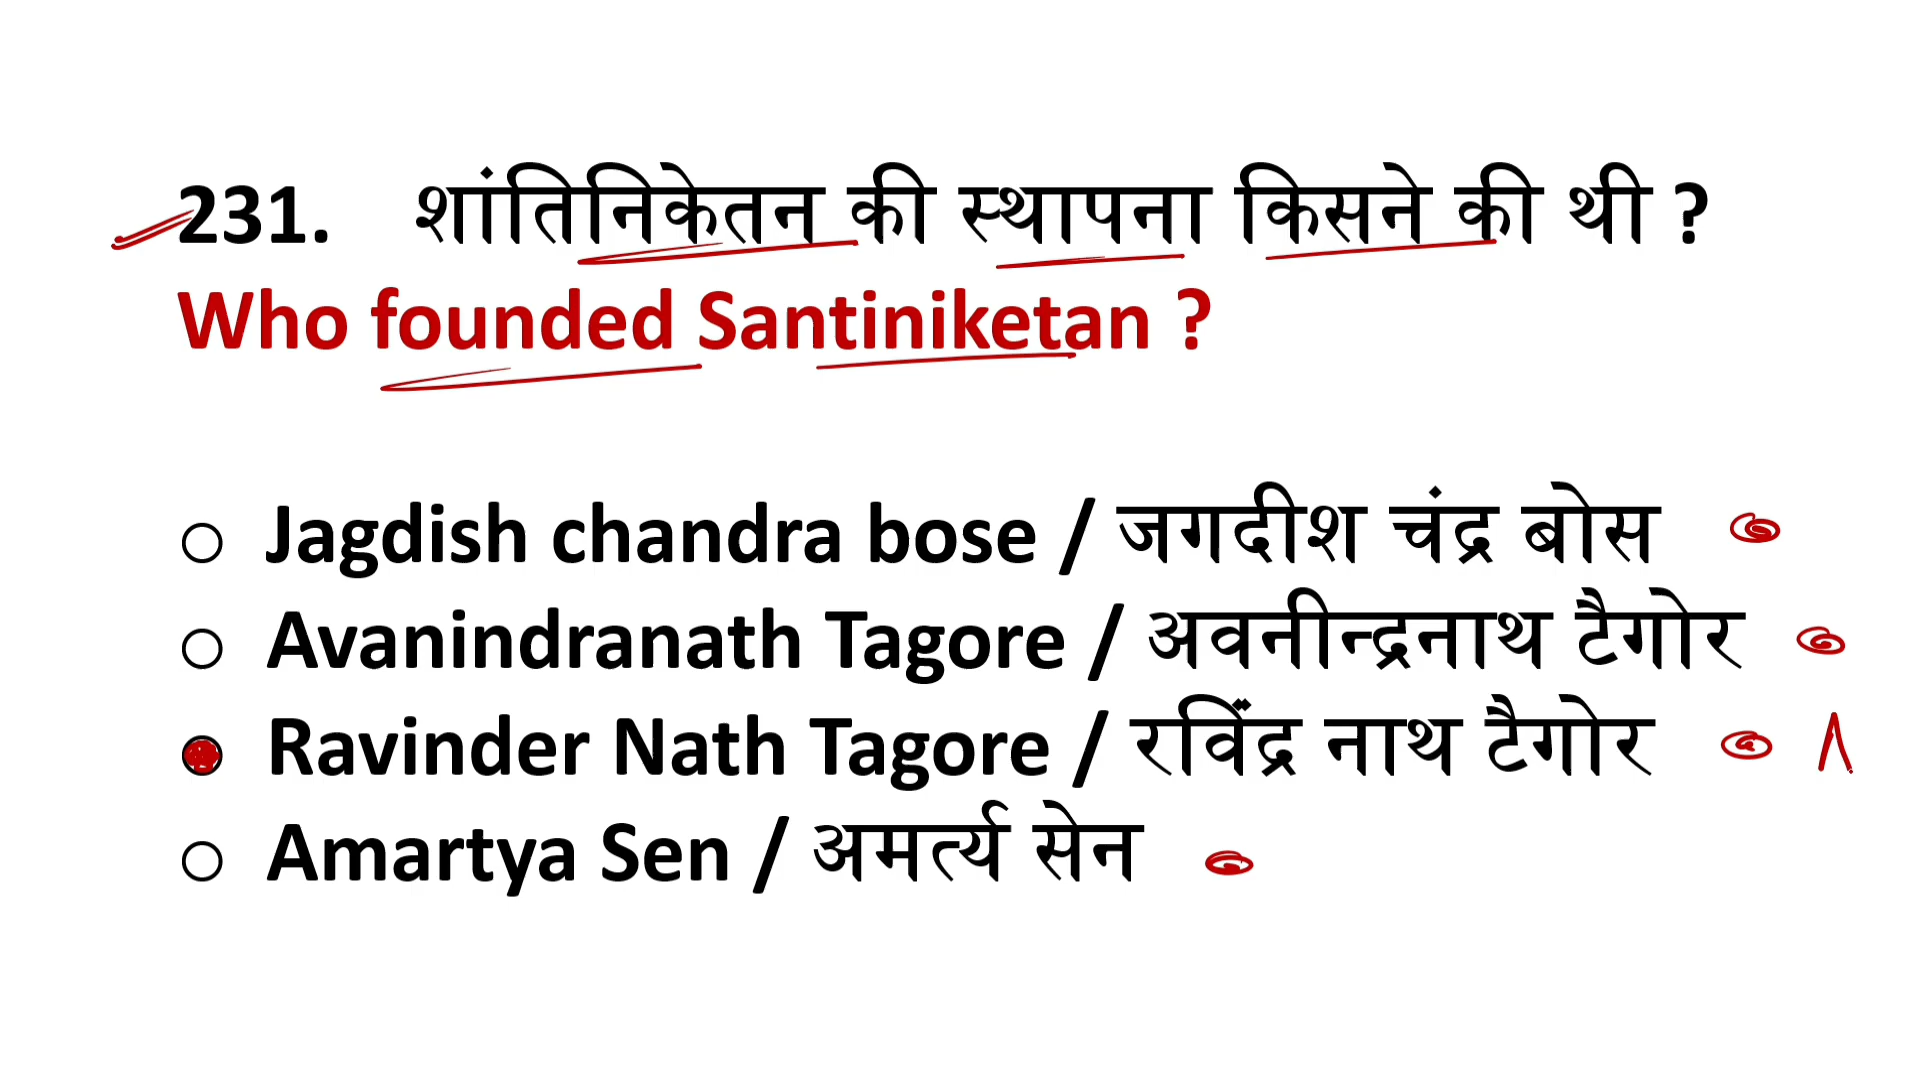 231. शांतिनिकेतन की स्थापना किसने की थी ?
Who founded Santiniketan ?
Jagdish chandra bose / जगदीश चंद्र बोस
Avanindranath Tagore / अवनीन्द्रनाथ टैगोर
Ravinder Nath Tagore / रविंद्र नाथ टैगोर
Amartya Sen / अमर्त्य सेन